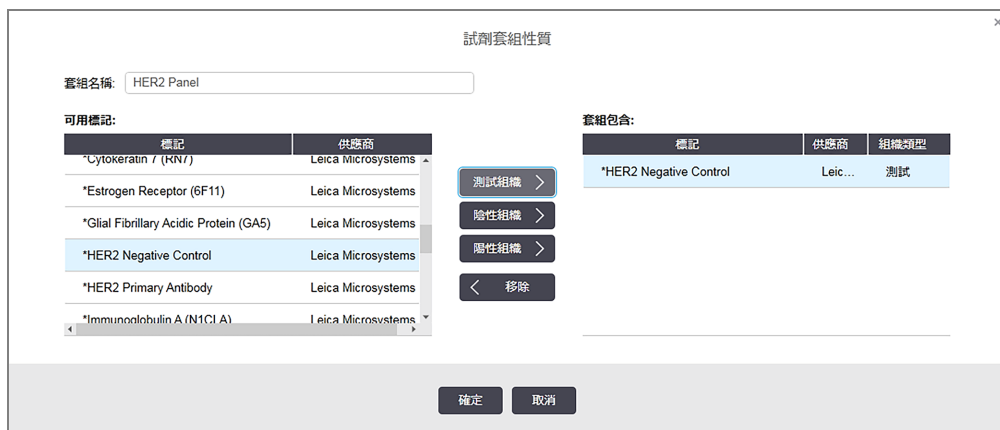 試劑套組性質
套組名稱: HER2 Panel
可用標記:
標記 供應商
*Cytokeratin 7 (RN7) Leica Microsystems
*Estrogen Receptor (6F11) Leica Microsystems
*Glial Fibrillary Acidic Protein (GA5)
Leica Microsystems
*HER2 Negative Control Leica Microsystems
*HER2 Primary Antibody Leica Microsystems
*Immunoglobulin A (N1CLA) Leica Microsystems
測試組織
陰性組織
陽性組織
移除
套組包含:
標記 供應商 組織類型
*HER2 Negative Control Leic... 測試
確定 取消